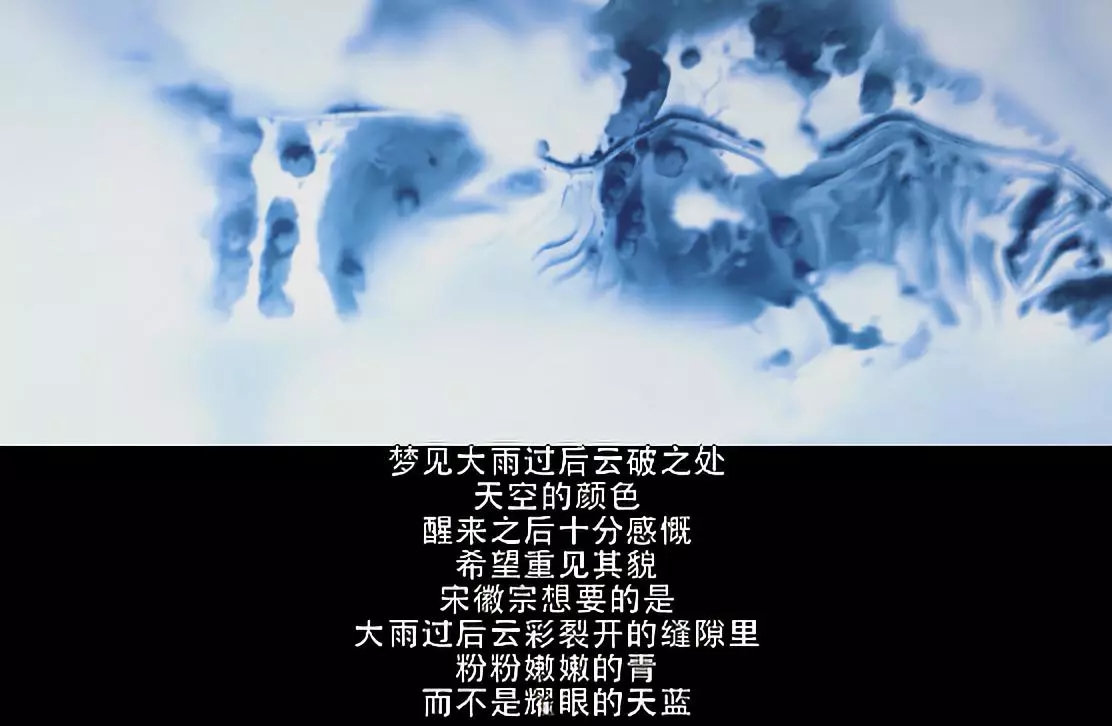 梦见大雨过后云破之处
天空的颜色
醒来之后十分感慨
希望重见其貌
宋徽宗想要的是
大雨过后云彩裂开的缝隙里
粉粉嫩嫩的青
而不是耀眼的天蓝